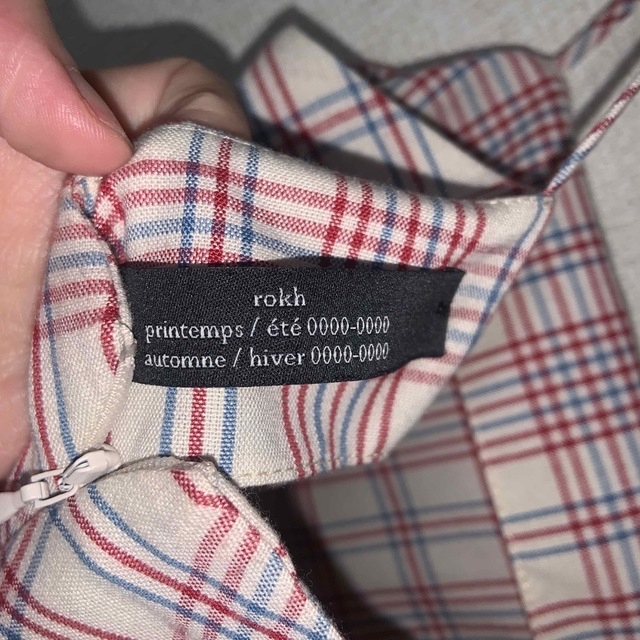 rokh
printemps / été 0000-0000
automne / hiver 0000-0000